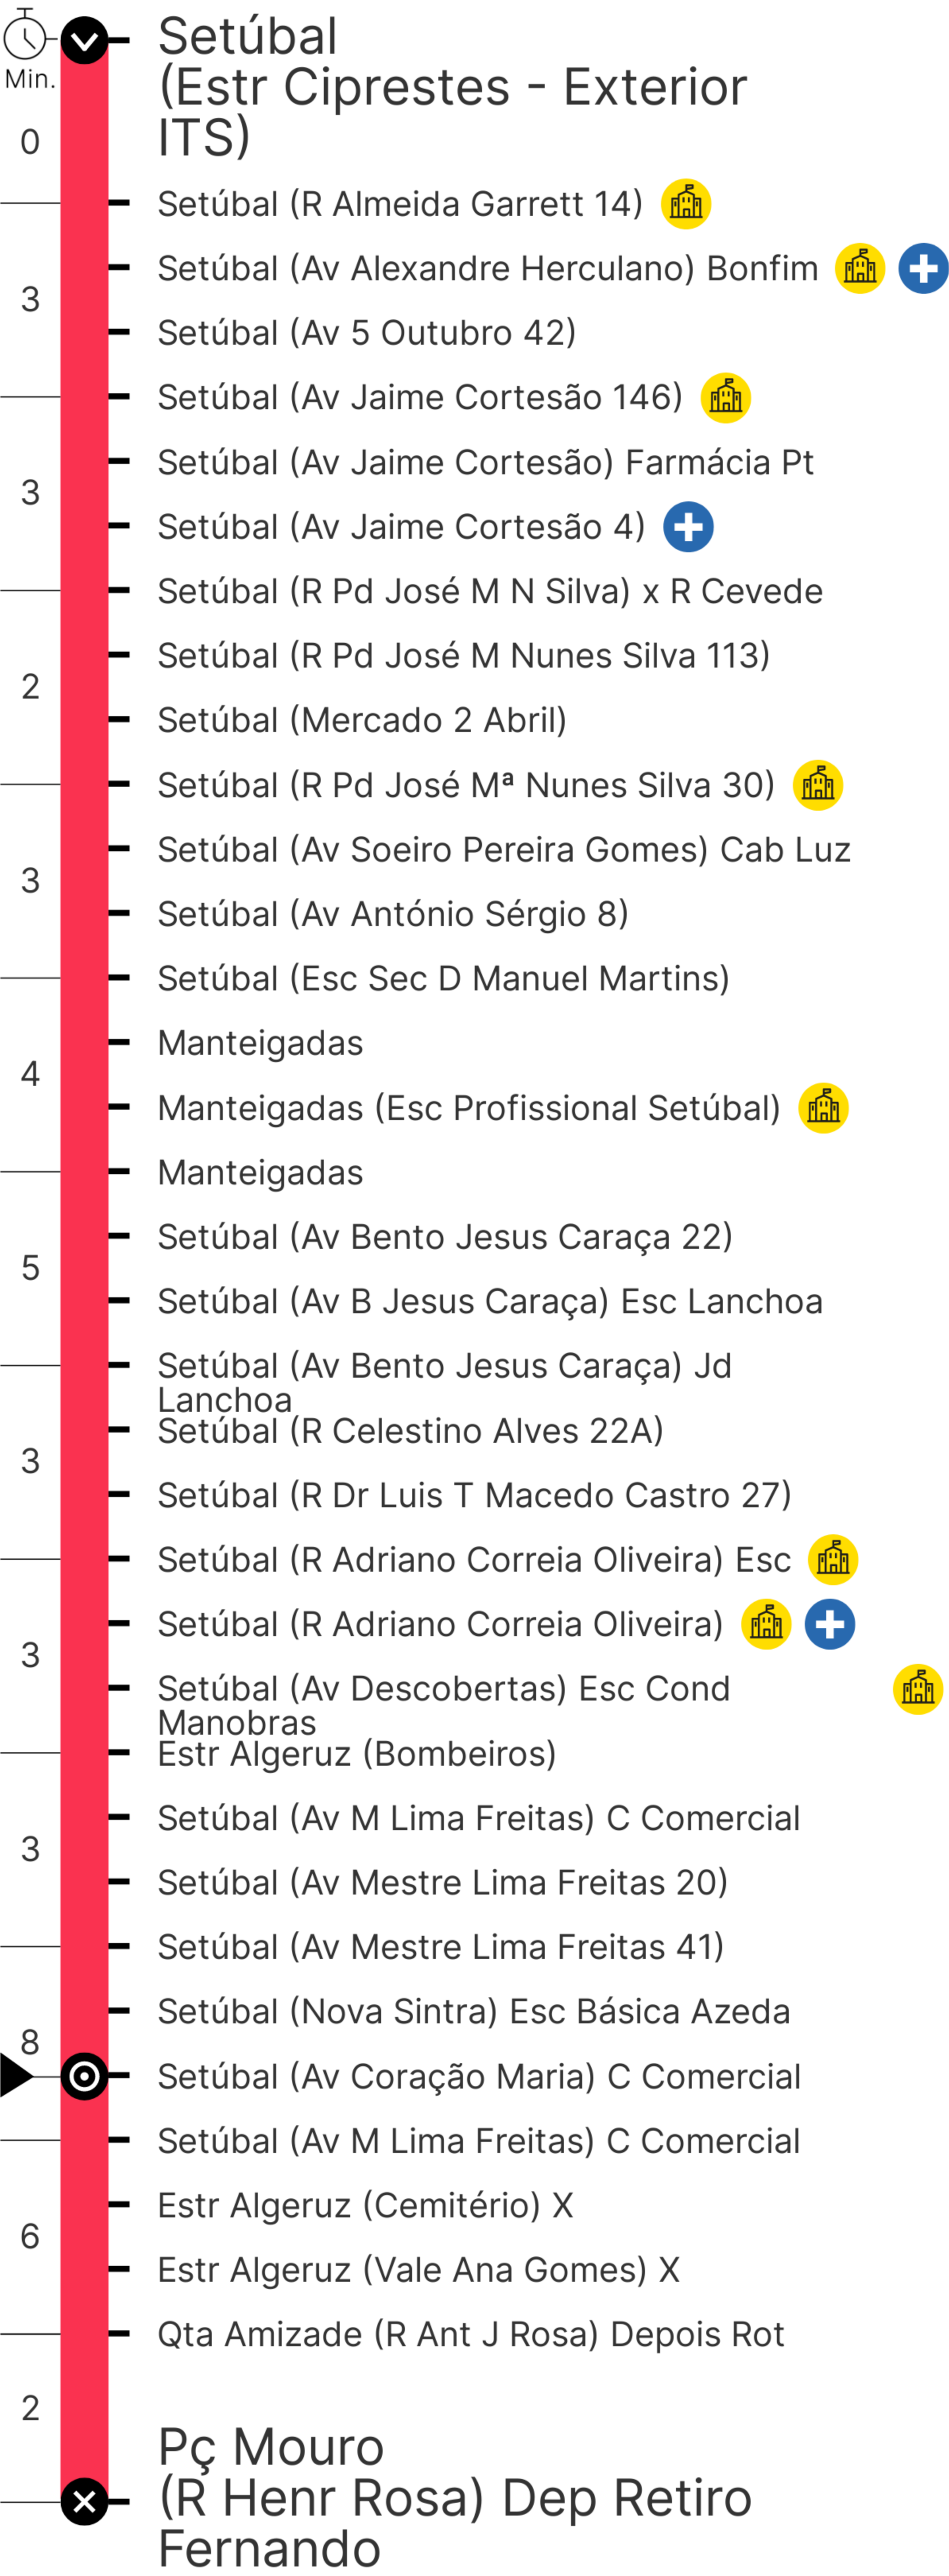 Setúbal
(Estr Ciprestes - Exterior
ITS)
Min.
0
Setúbal (R Almeida Garrett 14)
Setúbal (Av Alexandre Herculano) Bonfim
3
Setúbal (Av 5 Outubro 42)
Setúbal (Av Jaime Cortesão 146)
Setúbal (Av Jaime Cortesão) Farmácia Pt
3
Setúbal (Av Jaime Cortesão 4)
Setúbal (R Pd José M N Silva) x R Cevede
Setúbal (R Pd José M Nunes Silva 113)
2
Setúbal (Mercado 2 Abril)
Setúbal (R Pd José Mª Nunes Silva 30)
Setúbal (Av Soeiro Pereira Gomes) Cab Luz
3
Setúbal (Av António Sérgio 8)
Setúbal (Esc Sec D Manuel Martins)
Manteigadas
4
Manteigadas (Esc Profissional Setúbal)
Manteigadas
Setúbal (Av Bento Jesus Caraça 22)
5
Setúbal (Av B Jesus Caraça) Esc Lanchoa
Setúbal (Av Bento Jesus Caraça) Jd
Lanchoa
Setúbal (R Celestino Alves 22A)
3
Setúbal (R Dr Luis T Macedo Castro 27)
Setúbal (R Adriano Correia Oliveira) Esc
Setúbal (R Adriano Correia Oliveira)
3
Setúbal (Av Descobertas) Esc Cond
Manobras
Estr Algeruz (Bombeiros)
Setúbal (Av M Lima Freitas) C Comercial
3
Setúbal (Av Mestre Lima Freitas 20)
Setúbal (Av Mestre Lima Freitas 41)
Setúbal (Nova Sintra) Esc Básica Azeda
8
Setúbal (Av Coração Maria) C Comercial
Setúbal (Av M Lima Freitas) C Comercial
Estr Algeruz (Cemitério) X
6
Estr Algeruz (Vale Ana Gomes) X
Qta Amizade (R Ant J Rosa) Depois Rot
2
Pç Mouro
(R Henr Rosa) Dep Retiro
Fernando